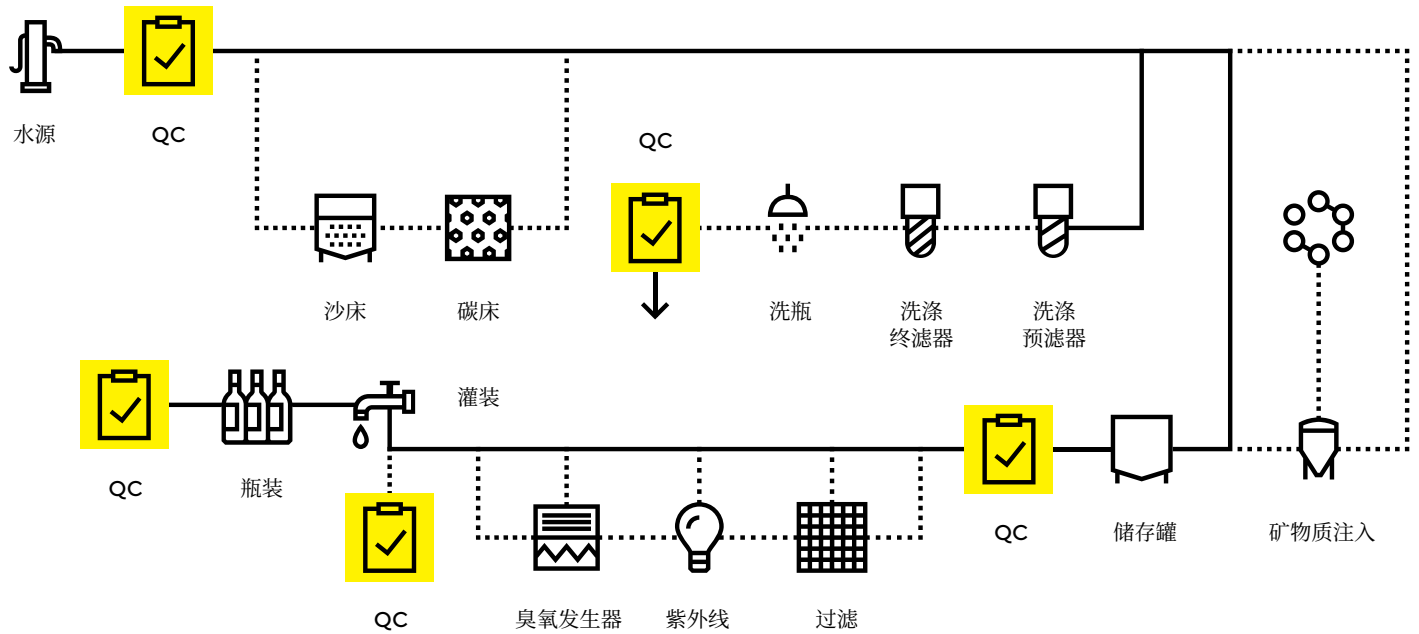 水源
QC
QC
沙床
碳床
洗瓶
洗涤
终滤器
洗涤
预滤器
灌装
QC
瓶装
QC
储存罐
矿物质注入
QC
臭氧发生器
紫外线
过滤